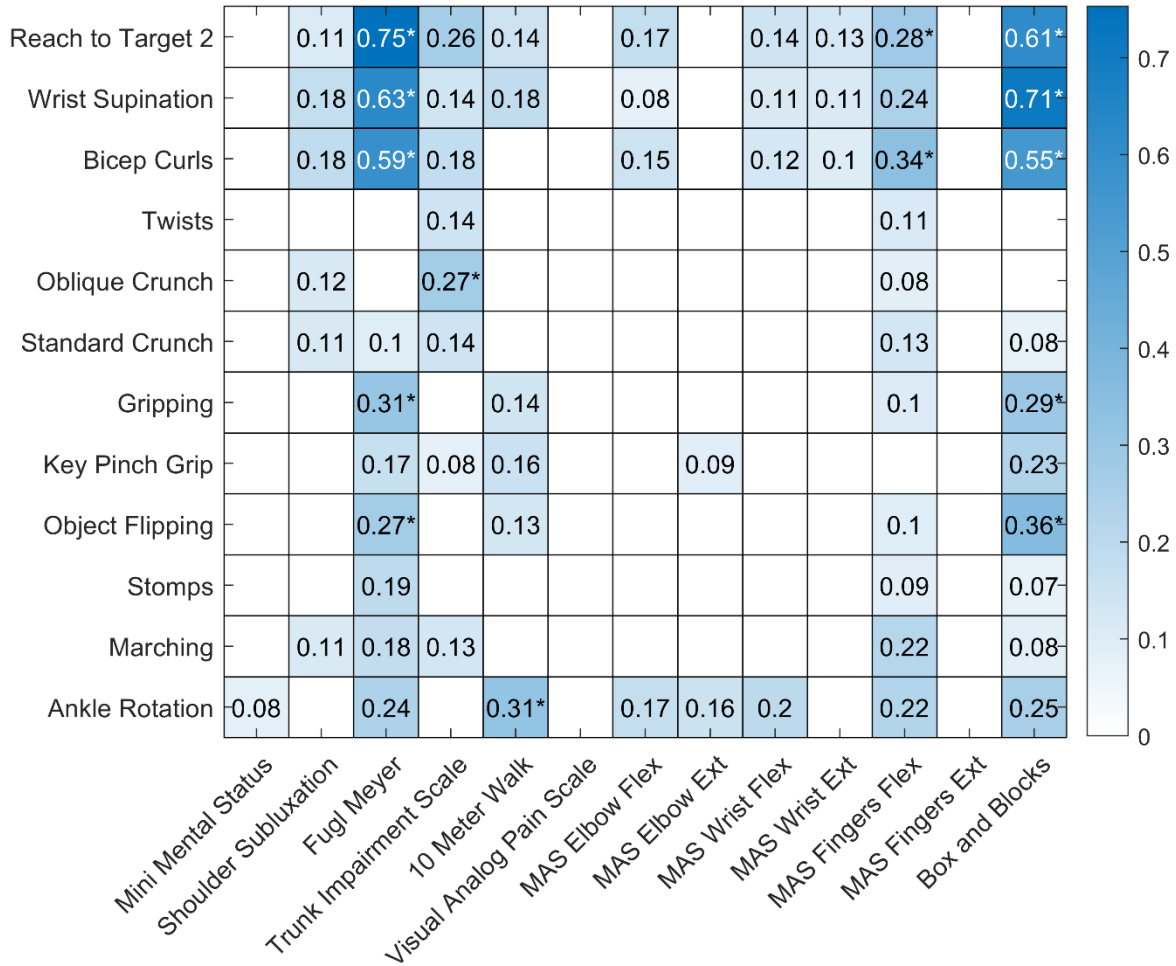 Reach to Target 2 0.11 0.75* 0.26 0.14 0.17 0.14 0.13 0.28* 0.61*
Wrist Supination 0.18 0.63* 0.14 0.18 0.08 0.11 0.11 0.24 0.71*
Bicep Curls 0.18 0.59* 0.18 0.15 0.12 0.1 0.34* 0.55*
Twists 0.14 0.11
Oblique Crunch 0.12 0.27* 0.08
Standard Crunch 0.11 0.1 0.14 0.13 0.08
Gripping 0.31* 0.14 0.1 0.29*
Key Pinch Grip 0.17 0.08 0.16 0.09 0.23
Object Flipping 0.27* 0.13 0.1 0.36*
Stomps 0.19 0.09 0.07
Marching 0.11 0.18 0.13 0.22 0.08
Ankle Rotation 0.08 0.24 0.31* 0.17 0.16 0.2 0.22 0.25
Mini Mental Status
Shoulder Subluxation
Fugl Meyer
Trunk Impairment Scale
10 Meter Walk
Visual Analog Pain Scale
MAS Elbow Flex
MAS Elbow Ext
MAS Wrist Flex
MAS Wrist Ext
MAS Fingers Flex
MAS Fingers Ext
Box and Blocks
0.7
0.6
0.5
0.4
0.3
0.2
0.1
0